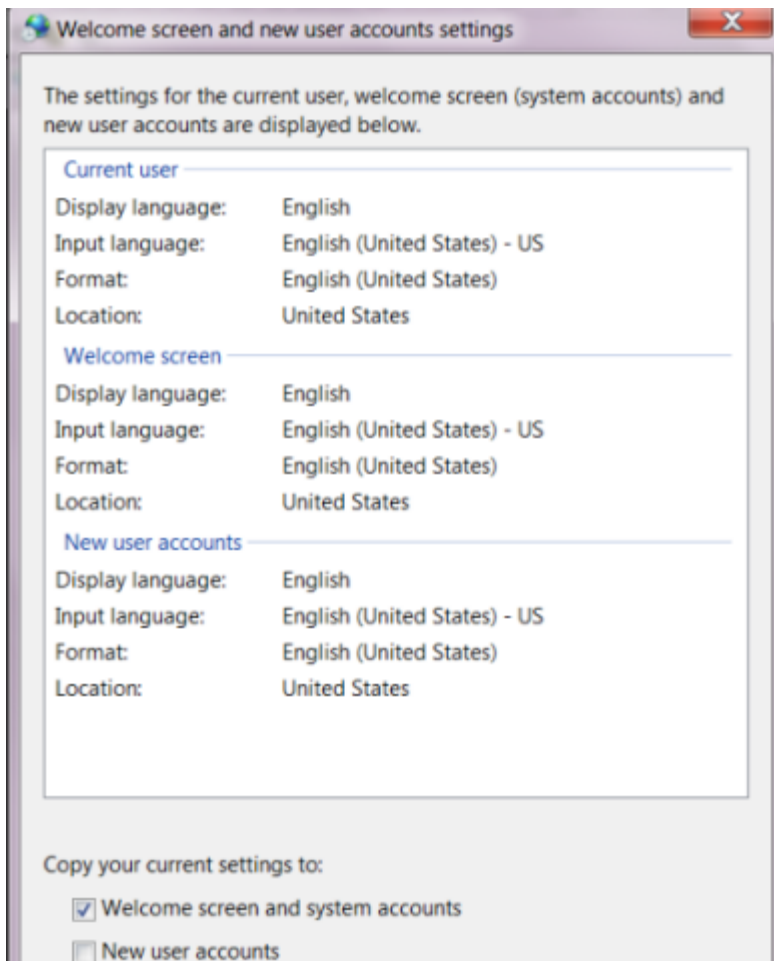 Welcome screen and new user accounts settings
The settings for the current user, welcome screen (system accounts) and
new user accounts are displayed below.
Current user
Display language: English
Input language: English (United States) - US
Format: English (United States)
Location: United States
Welcome screen
Display language: English
Input language: English (United States) - US
Format: English (United States)
Location: United States
New user accounts
Display language: English
Input language: English (United States) - US
Format: English (United States)
Location: United States
Copy your current settings to:
Welcome screen and system accounts
New user accounts